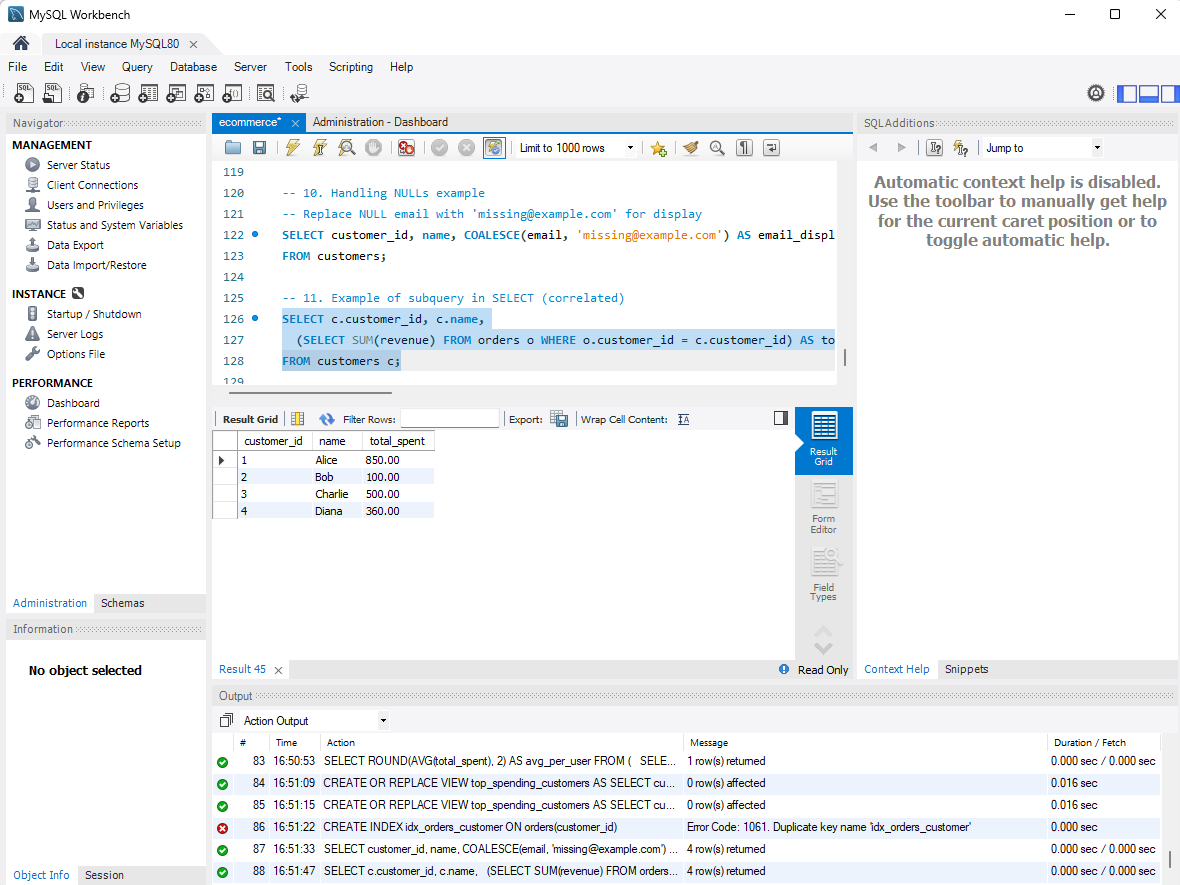 MySQL Workbench
Local instance MySQL80
File Edit View Query Database Server Tools Scripting Help
Navigator
MANAGEMENT
Server Status
Client Connections
Users and Privileges
Status and System Variables
Data Export
Data Import/Restore
INSTANCE
Startup / Shutdown
Server Logs
Options File
PERFORMANCE
Dashboard
Performance Reports
Performance Schema Setup
Administration Schemas
Information
No object selected
Object Info Session
ecommerce* Administration - Dashboard
Limit to 1000 rows
119
120 -- 10. Handling NULLs example
121 -- Replace NULL email with 'missing@example.com' for display
122 SELECT customer_id, name, COALESCE(email, 'missing@example.com') AS email_displ
123 FROM customers;
124
125 -- 11. Example of subquery in SELECT (correlated)
126 SELECT c.customer_id, c.name,
127 (SELECT SUM(revenue) FROM orders o WHERE o.customer_id = c.customer_id) AS to
128 FROM customers c;
129
Result Grid Filter Rows: Export: Wrap Cell Content:
customer_id name total_spent
1 Alice 850.00
2 Bob 100.00
3 Charlie 500.00
4 Diana 360.00
Result Grid
Form Editor
Field Types
Result 45
Read Only
SQLAdditions
Jump to
Automatic context help is disabled.
Use the toolbar to manually get help
for the current caret position or to
toggle automatic help.
Context Help Snippets
Output
Action Output
# Time Action Message Duration / Fetch
83 16:50:53 SELECT ROUND(AVG(total_spent), 2) AS avg_per_user FROM ( SELE... 1 row(s) returned 0.000 sec / 0.000 sec
84 16:51:09 CREATE OR REPLACE VIEW top_spending_customers AS SELECT cu... 0 row(s) affected 0.016 sec
85 16:51:15 CREATE OR REPLACE VIEW top_spending_customers AS SELECT cu... 0 row(s) affected 0.016 sec
86 16:51:22 CREATE INDEX idx_orders_customer ON orders(customer_id) Error Code: 1061. Duplicate key name 'idx_orders_customer' 0.000 sec
87 16:51:33 SELECT customer_id, name, COALESCE(email, 'missing@example.com') ... 4 row(s) returned 0.000 sec / 0.000 sec
88 16:51:47 SELECT c.customer_id, c.name, (SELECT SUM(revenue) FROM orders... 4 row(s) returned 0.000 sec / 0.000 sec